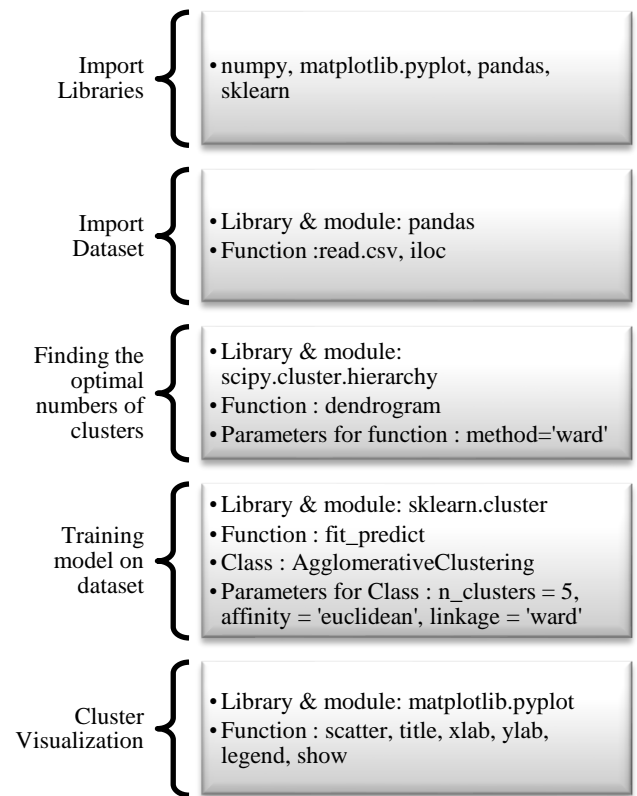 Import
Libraries
• numpy, matplotlib.pyplot, pandas,
sklearn
Import
Dataset
• Library & module: pandas
• Function :read.csv, iloc
Finding the
optimal
numbers of
clusters
• Library & module:
scipy.cluster.hierarchy
• Function : dendrogram
• Parameters for function : method='ward'
Training
model on
dataset
• Library & module: sklearn.cluster
• Function : fit_predict
• Class : AgglomerativeClustering
• Parameters for Class : n_clusters = 5,
affinity = 'euclidean', linkage = 'ward'
Cluster
Visualization
• Library & module: matplotlib.pyplot
• Function : scatter, title, xlab, ylab,
legend, show